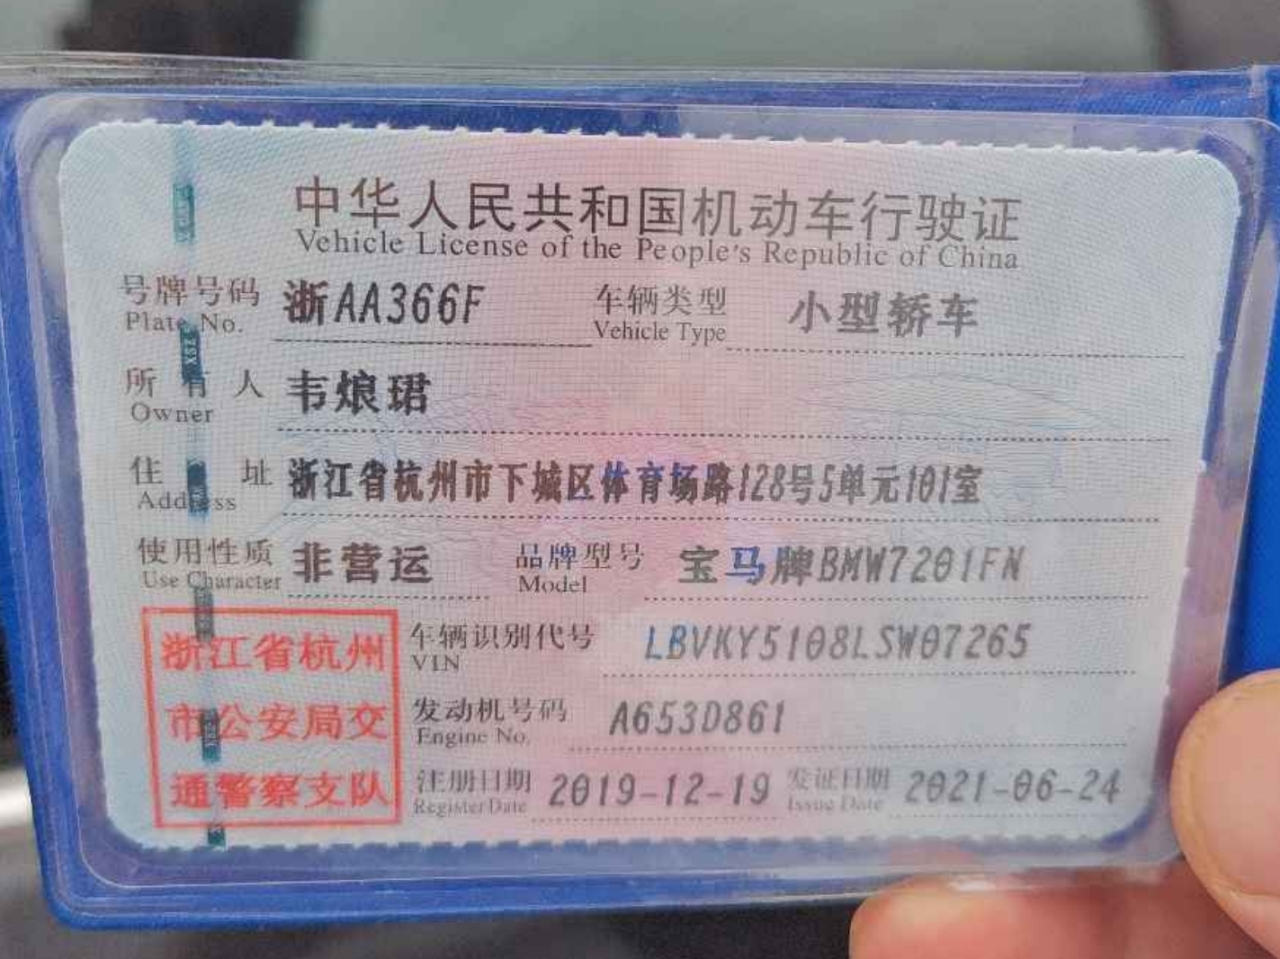 中华人民共和国机动车行驶证
Vehicle License of the People's Republic of China
号牌号码 浙AA366F 车辆类型 小型轿车
Plate No. Vehicle Type
所有人 韦烺珺
Owner
住址 浙江省杭州市下城区体育场路128号5单元101室
Address
使用性质 非营运 品牌型号 宝马牌BMW7201FN
Use Character Model
浙江省杭州
市公安局交
通警察支队
车辆识别代号 LBVKY5108LSW07265
VIN
发动机号码 A653D861
Engine No.
注册日期 2019-12-19 发证日期 2021-06-24
Register Date Issue Date